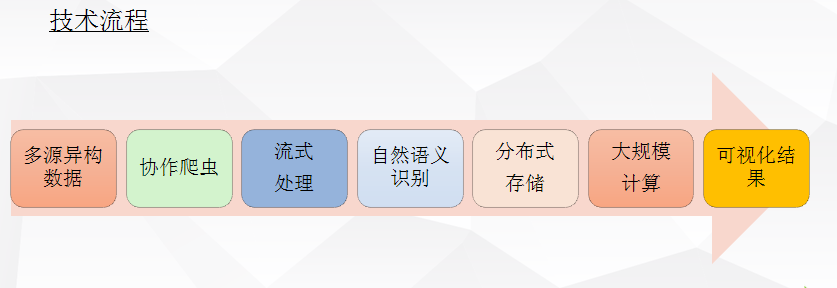 技术流程
多源异构
数据
协作爬虫
流式
处理
自然语义
识别
分布式
存储
大规模
计算
可视化结
果